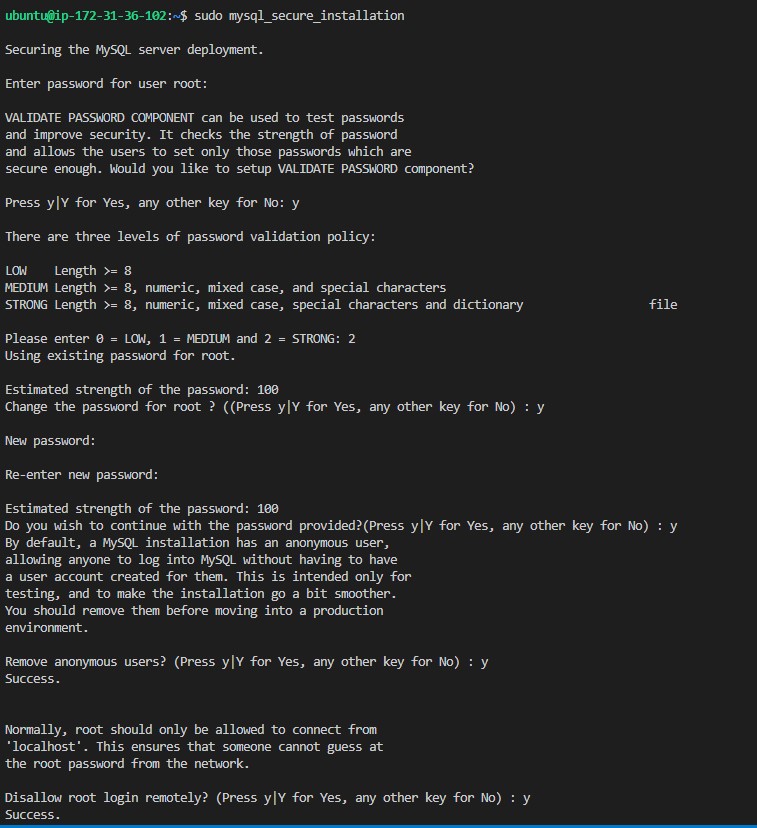 ubuntu@ip-172-31-36-102:~$ sudo mysql_secure_installation
Securing the MySQL server deployment.
Enter password for user root:
VALIDATE PASSWORD COMPONENT can be used to test passwords
and improve security. It checks the strength of password
and allows the users to set only those passwords which are
secure enough. Would you like to setup VALIDATE PASSWORD component?
Press y|Y for Yes, any other key for No: y
There are three levels of password validation policy:
LOW    Length >= 8
MEDIUM Length >= 8, numeric, mixed case, and special characters
STRONG Length >= 8, numeric, mixed case, special characters and dictionary                  file
Please enter 0 = LOW, 1 = MEDIUM and 2 = STRONG: 2
Using existing password for root.
Estimated strength of the password: 100
Change the password for root ? ((Press y|Y for Yes, any other key for No) : y
New password:
Re-enter new password:
Estimated strength of the password: 100
Do you wish to continue with the password provided?(Press y|Y for Yes, any other key for No) : y
By default, a MySQL installation has an anonymous user,
allowing anyone to log into MySQL without having to have
a user account created for them. This is intended only for
testing, and to make the installation go a bit smoother.
You should remove them before moving into a production
environment.
Remove anonymous users? (Press y|Y for Yes, any other key for No) : y
Success.
Normally, root should only be allowed to connect from
'localhost'. This ensures that someone cannot guess at
the root password from the network.
Disallow root login remotely? (Press y|Y for Yes, any other key for No) : y
Success.